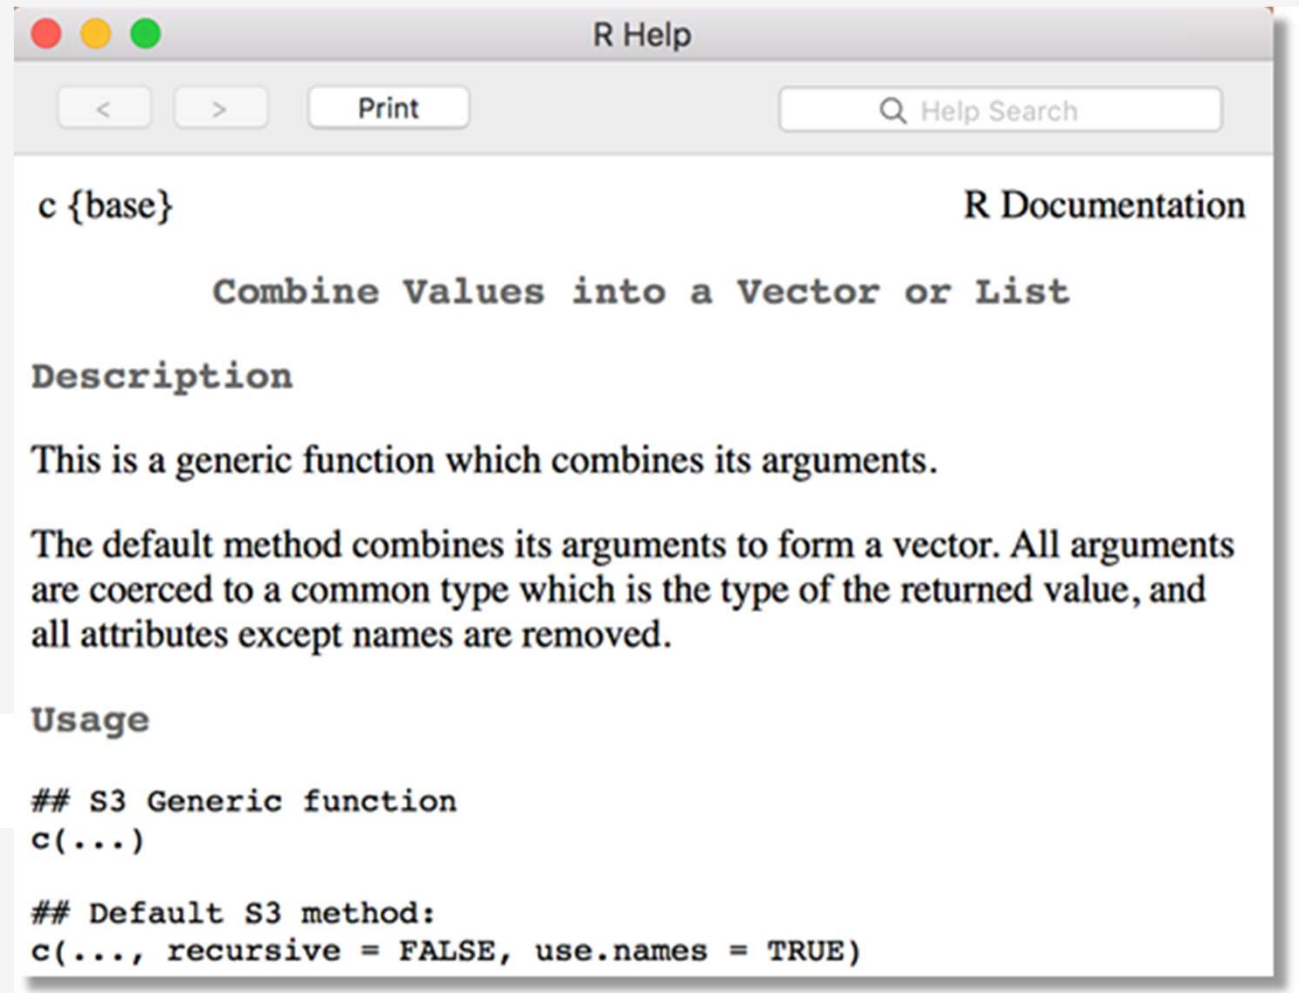 R Help
< > Print Help Search
c {base} R Documentation
Combine Values into a Vector or List
Description
This is a generic function which combines its arguments.
The default method combines its arguments to form a vector. All arguments
are coerced to a common type which is the type of the returned value, and
all attributes except names are removed.
Usage
## S3 Generic function
c(...)
## Default S3 method:
c(..., recursive = FALSE, use.names = TRUE)